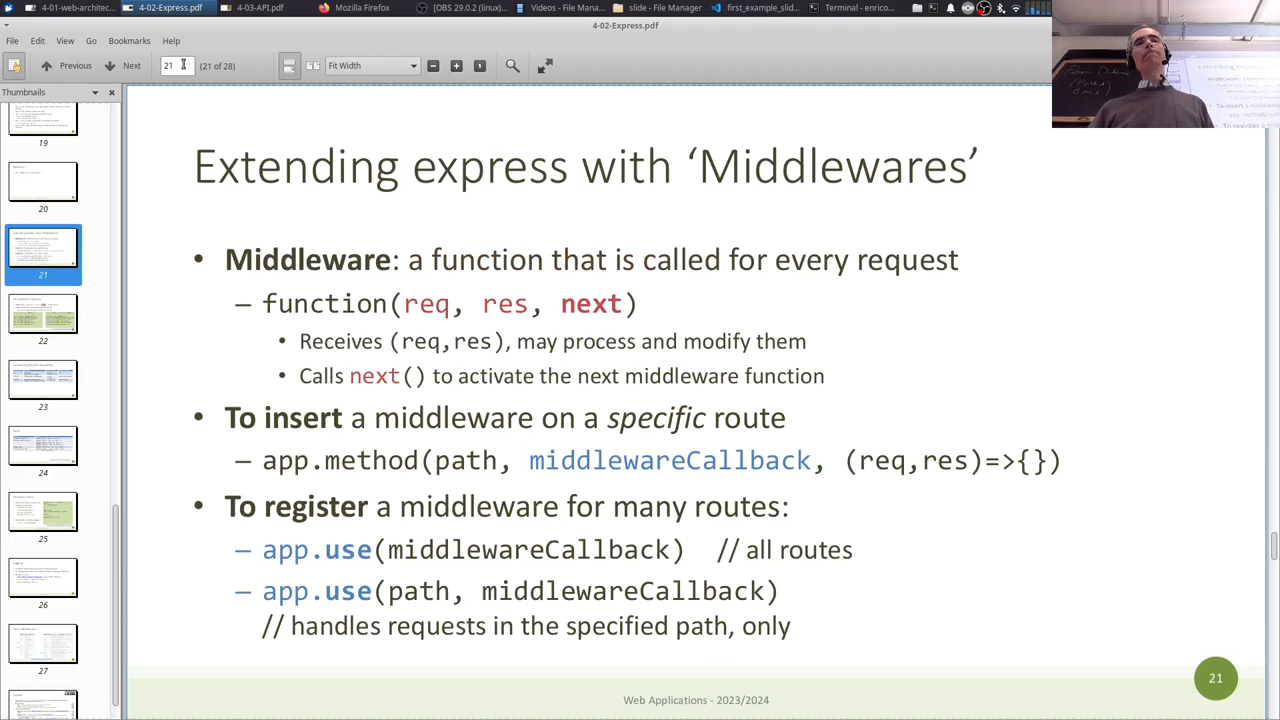 4-01-web-architec...
4-02-Express.pdf
4-03-API.pdf
Mozilla Firefox
[OBS 29.0.2 (64bit...
Videos - File Mana...
slide - File Manager
first_example_slid...
Terminal - enrico...
4-02-Express.pdf
File Edit View Go Bookmarks Help
Previous Next 21 (21 of 28) Fit Width
Thumbnails
19
20
21
22
23
24
25
26
27
Extending express with ‘Middlewares’
Middleware: a function that is called for every request
– function(req, res, next)
• Receives (req,res), may process and modify them
• Calls next() to activate the next middleware function
• To insert a middleware on a specific route
– app.method(path, middlewareCallback, (req,res)=>{})
• To register a middleware for many routes:
– app.use(middlewareCallback) // all routes
– app.use(path, middlewareCallback)
// handles requests in the specified path, only
Web Applications - 2023/2024
21